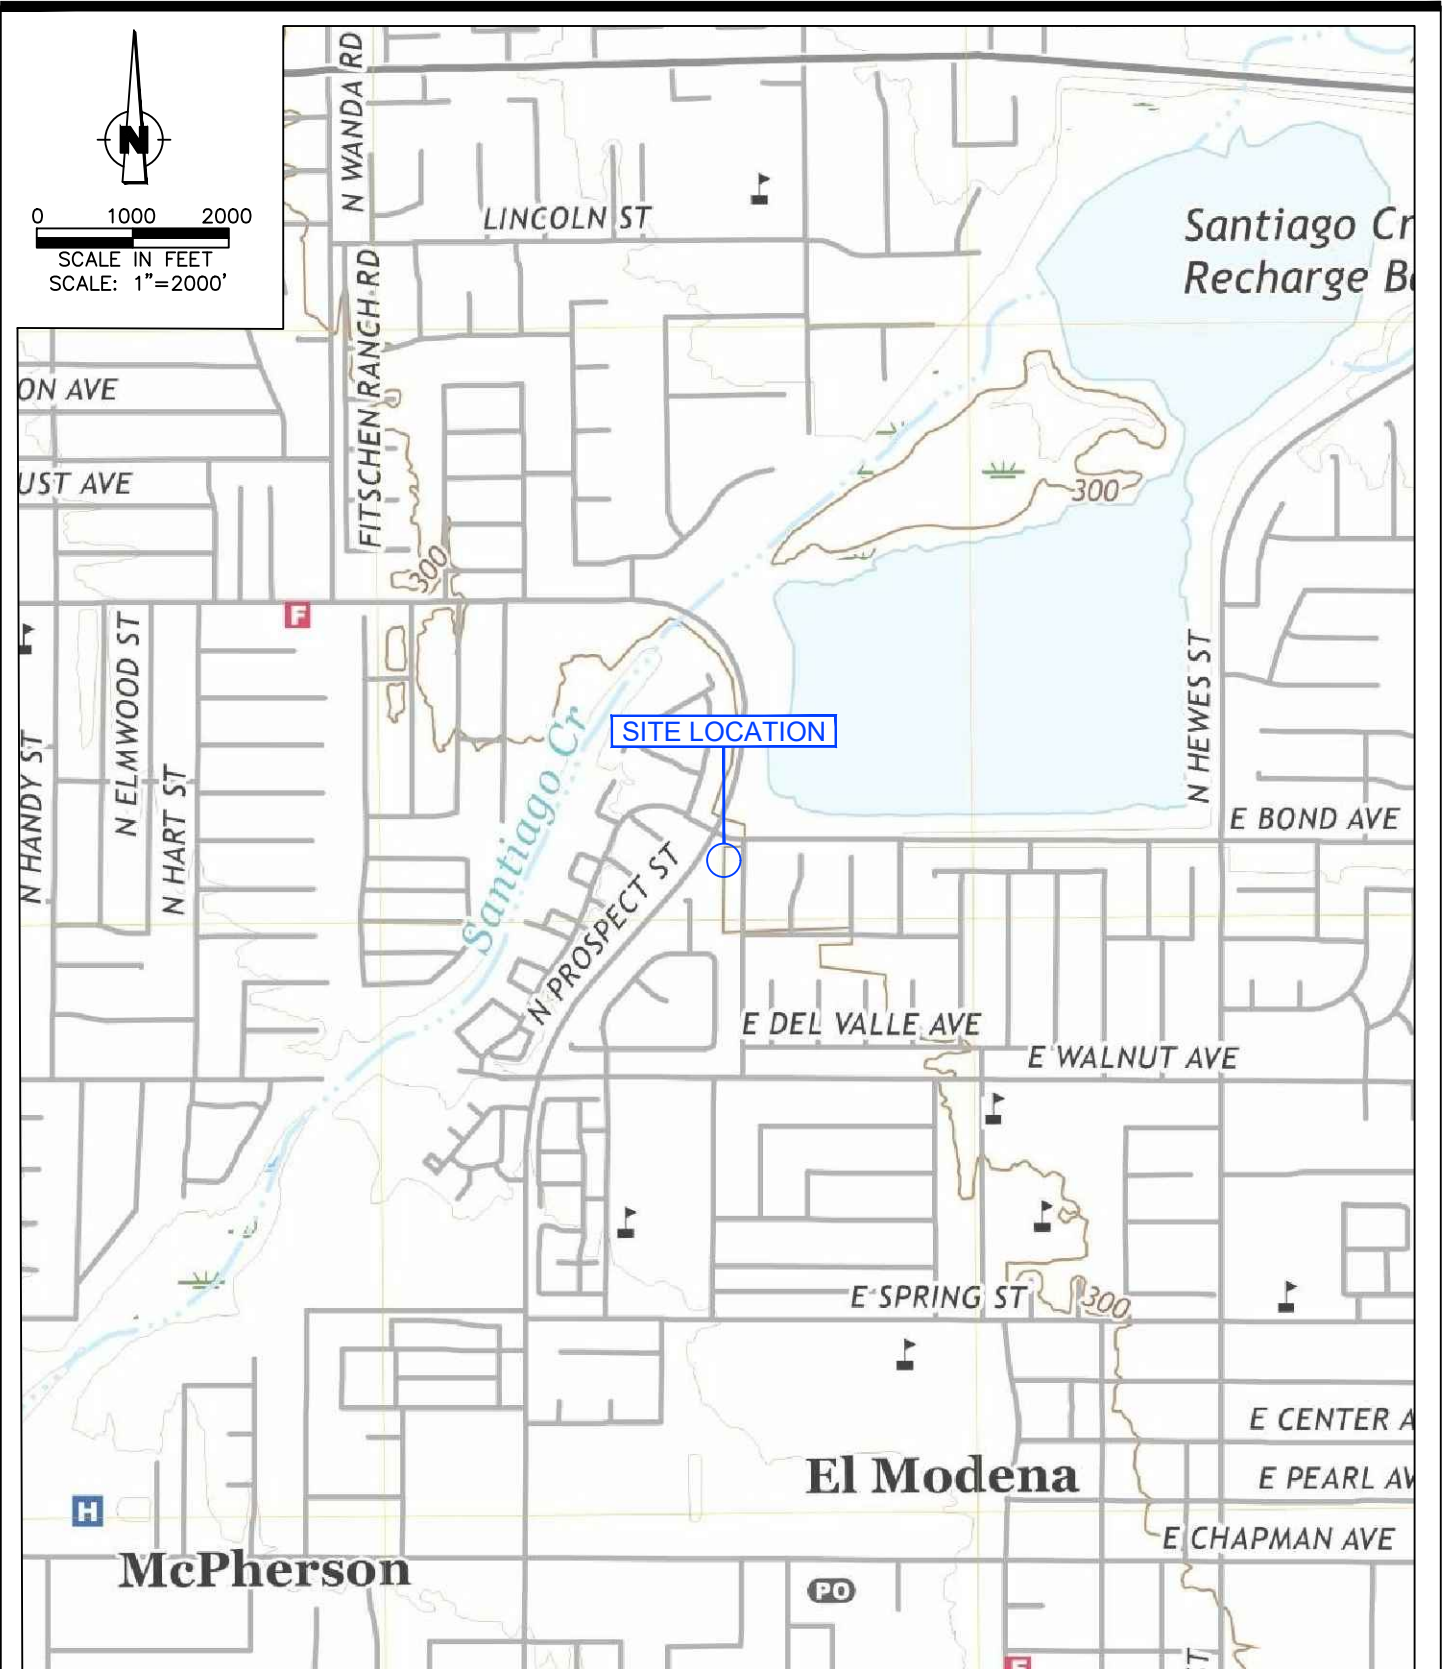 N
0 1000 2000
SCALE IN FEET
SCALE: 1"=2000'
N WANDA RD
LINCOLN ST
FITSCHEN RANCH RD
Santiago Cr
Recharge B
ON AVE
UST AVE
300
300
F
N ELMWOOD ST
N HANDY ST
N HART ST
Santiago Cr
SITE LOCATION
N HEWES ST
E BOND AVE
N PROSPECT ST
E DEL VALLE AVE
E WALNUT AVE
E SPRING ST
300
E CENTER A
El Modena
E PEARL AV
H
E CHAPMAN AVE
McPherson
PO
F
ST